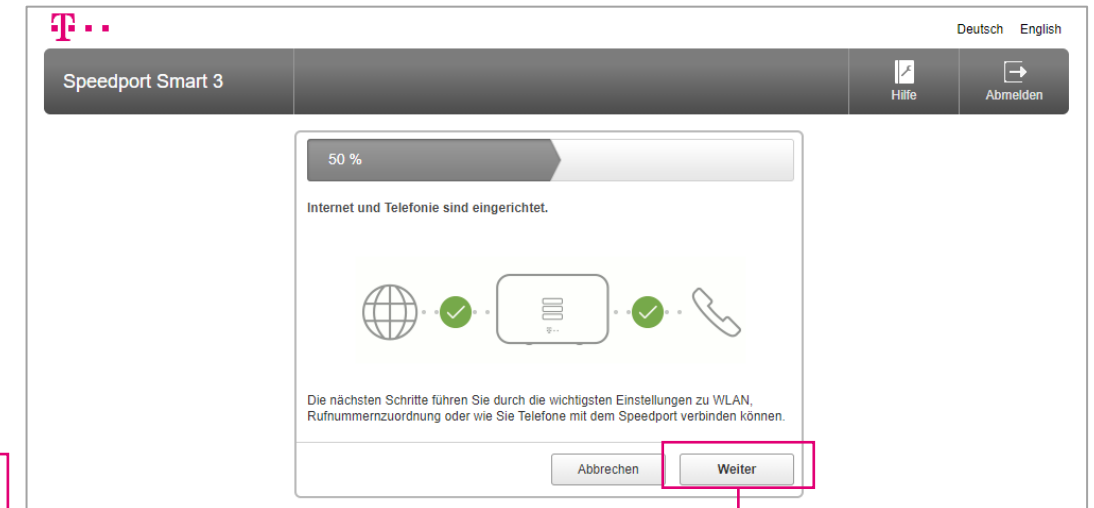 T
Deutsch English
Speedport Smart 3
Hilfe
Abmelden
50 %
Internet und Telefonie sind eingerichtet.
Die nächsten Schritte führen Sie durch die wichtigsten Einstellungen zu WLAN,
Rufnummernzuordnung oder wie Sie Telefone mit dem Speedport verbinden können.
Abbrechen
Weiter